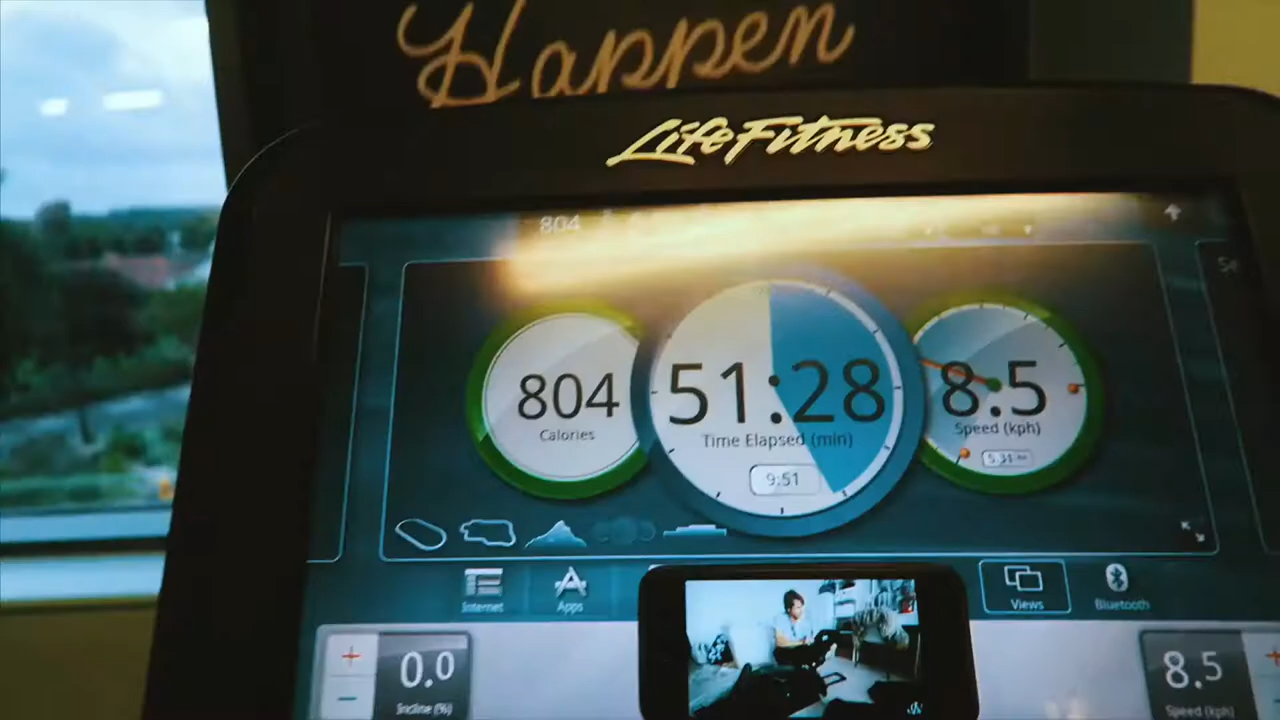 Happen
LifeFitness
804
804
Calories
51:28
Time Elapsed (min)
9:51
8.5
Speed (kph)
Internet
Apps
Views
Bluetooth
0.0
Incline (%)
8.5
Speed (kph)